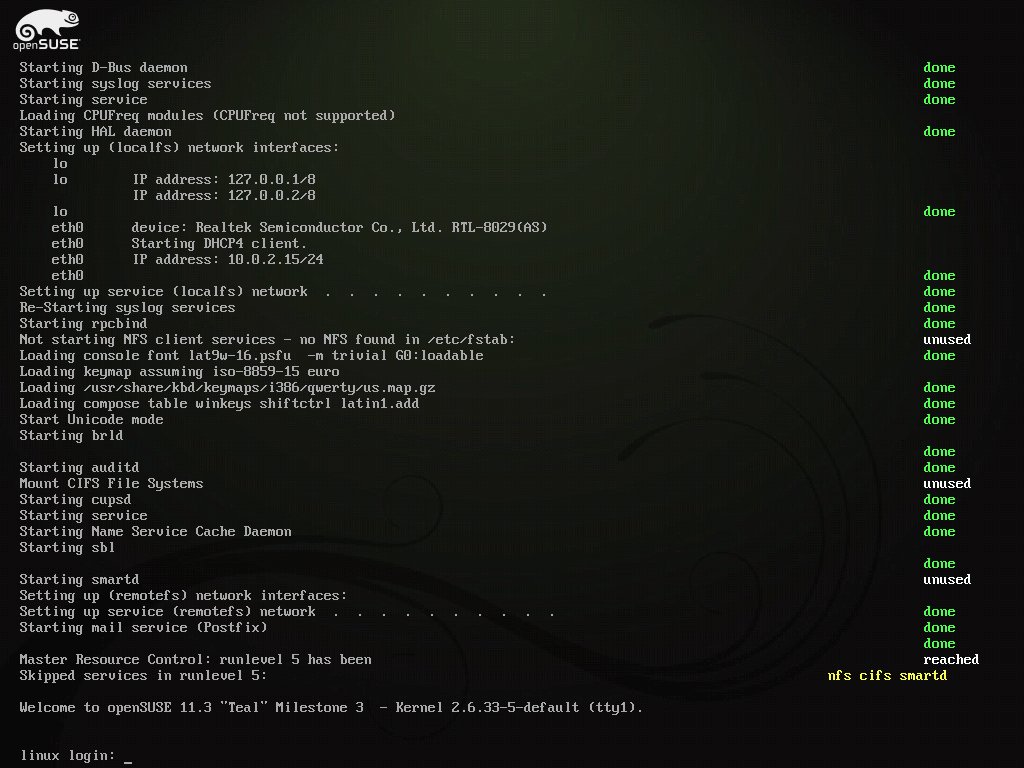 openSUSE
Starting D-Bus daemon done
Starting syslog services done
Starting service done
Loading CPUFreq modules (CPUFreq not supported)
Starting HAL daemon done
Setting up (localfs) network interfaces:
lo
lo IP address: 127.0.0.1/8
IP address: 127.0.0.2/8
lo done
eth0 device: Realtek Semiconductor Co., Ltd. RTL-8029(AS)
eth0 Starting DHCP4 client.
eth0 IP address: 10.0.2.15/24
eth0 done
Setting up service (localfs) network . . . . . . . . . . done
Re-Starting syslog services done
Starting rpcbind done
Not starting NFS client services - no NFS found in /etc/fstab: unused
Loading console font lat9w-16.psfu -m trivial G0:loadable done
Loading keymap assuming iso-8859-15 euro
Loading /usr/share/kbd/keymaps/i386/qwerty/us.map.gz done
Loading compose table winkeys shiftctrl latin1.add done
Start Unicode mode done
Starting brld
done
Starting auditd done
Mount CIFS File Systems unused
Starting cupsd done
Starting service done
Starting Name Service Cache Daemon done
Starting sbl
done
Starting smartd unused
Setting up (remotefs) network interfaces:
Setting up service (remotefs) network . . . . . . . . . . done
Starting mail service (Postfix) done
done
Master Resource Control: runlevel 5 has been reached
Skipped services in runlevel 5: nfs cifs smartd
Welcome to openSUSE 11.3 "Teal" Milestone 3 - Kernel 2.6.33-5-default (tty1).
linux login: _